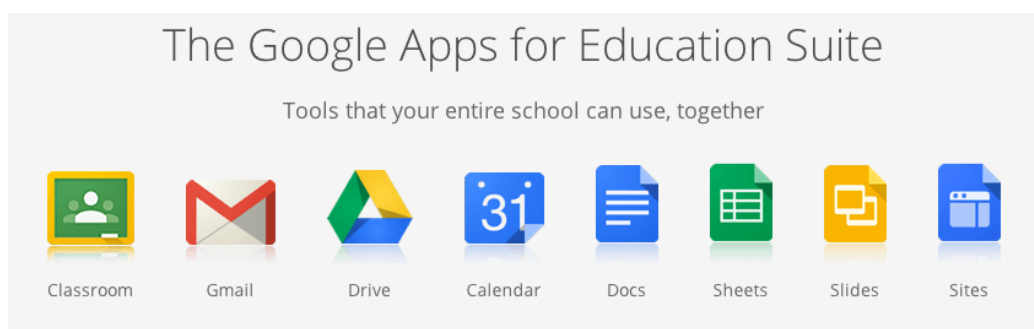 The Google Apps for Education Suite
Tools that your entire school can use, together
31
Classroom Gmail Drive Calendar Docs Sheets Slides Sites